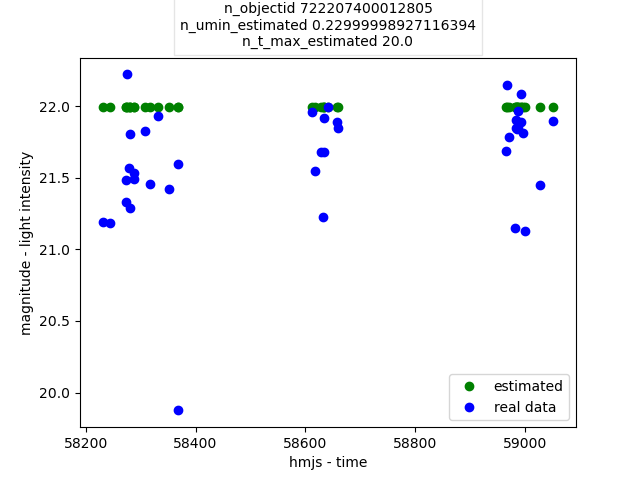 n_objectid 722207400012805
n_umin_estimated 0.22999998927116394
n_t_max_estimated 20.0
magnitude - light intensity
22.0
21.5
21.0
20.5
20.0
estimated
real data
58200
58400
58600
58800
59000
hmjs - time